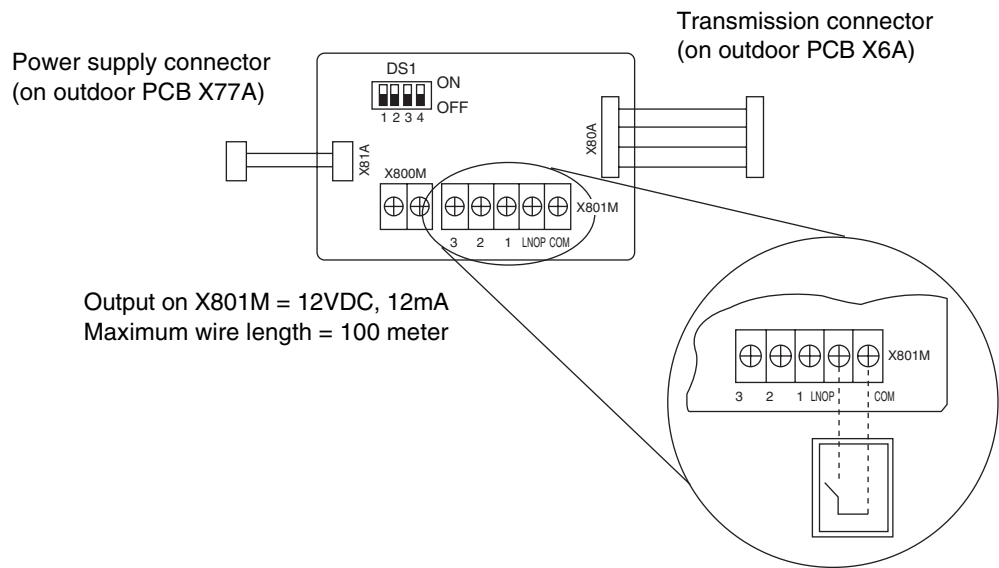 Transmission connector
(on outdoor PCB X6A)
Power supply connector
(on outdoor PCB X77A)
DS1
ON
OFF
1 2 3 4
X81A
X80A
X800M
X801M
3 2 1 LNOP COM
Output on X801M = 12VDC, 12mA
Maximum wire length = 100 meter
X801M
3 2 1 LNOP COM